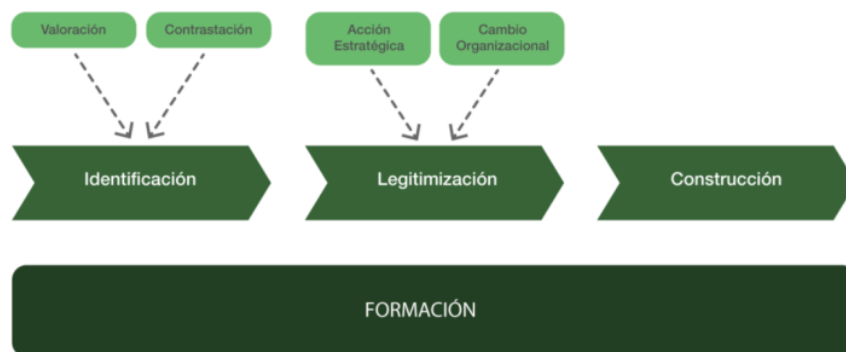 Valoración
Contrastación
Acción
Estratégica
Cambio
Organizacional
Identificación
Legitimización
Construcción
FORMACIÓN